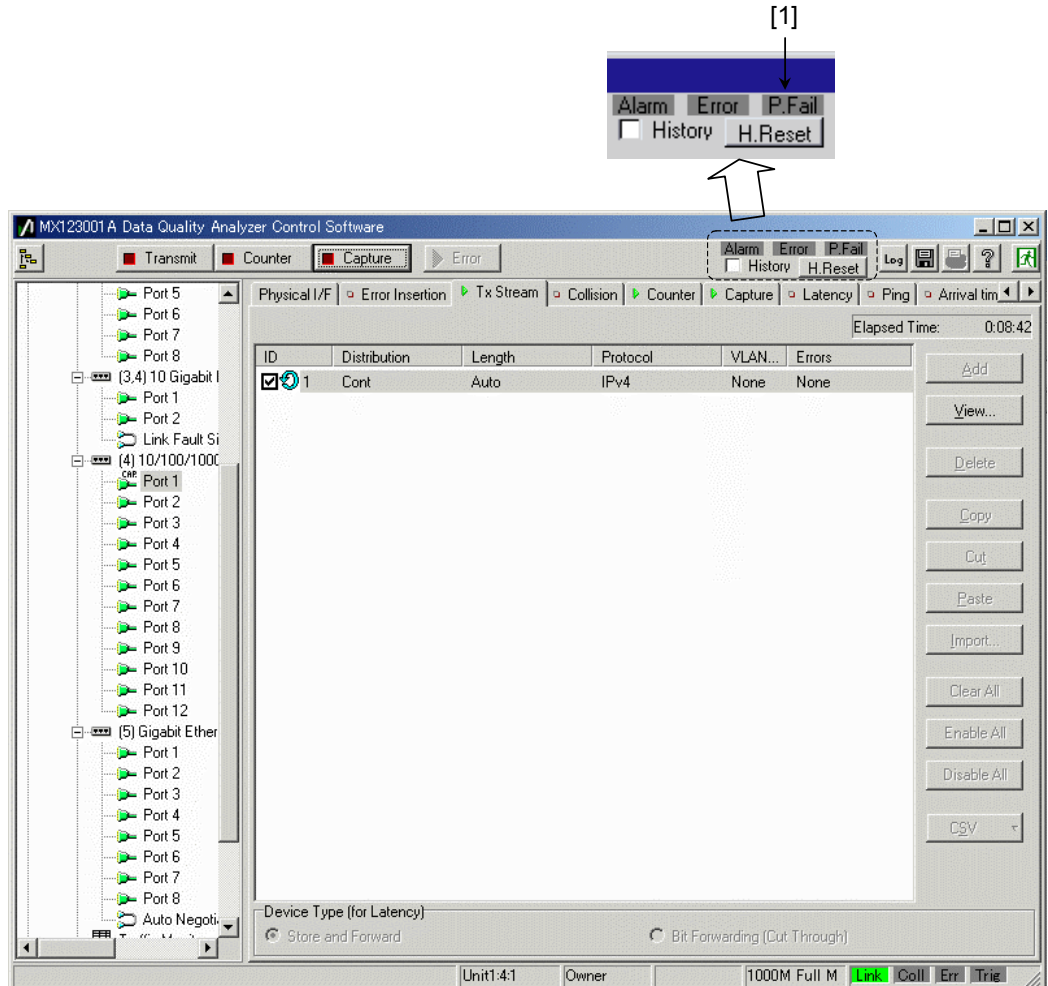 [1]
Alarm Error P.Fail
History H.Reset
MX123001A Data Quality Analyzer Control Software
Transmit Counter Capture Error
Alarm Error P.Fail
History H.Reset
Log
Physical I/F Error Insertion Tx Stream Collision Counter Capture Latency Ping Arrival tim
Elapsed Time: 0:08:42
ID Distribution Length Protocol VLAN... Errors
1 Cont Auto IPv4 None None
Port 5
Port 6
Port 7
Port 8
(3,4) 10 Gigabit
Port 1
Port 2
Link Fault Si
(4) 10/100/1000
CAP.
Port 1
Port 2
Port 3
Port 4
Port 5
Port 6
Port 7
Port 8
Port 9
Port 10
Port 11
Port 12
(5) Gigabit Ether
Port 1
Port 2
Port 3
Port 4
Port 5
Port 6
Port 7
Port 8
Auto Negoti
Add
View...
Delete
Copy
Cut
Paste
Import...
Clear All
Enable All
Disable All
CSV
Device Type (for Latency)
Store and Forward Bit Forwarding (Cut Through)
Unit1:4:1 Owner 1000M Full M Link Coll Err Trig